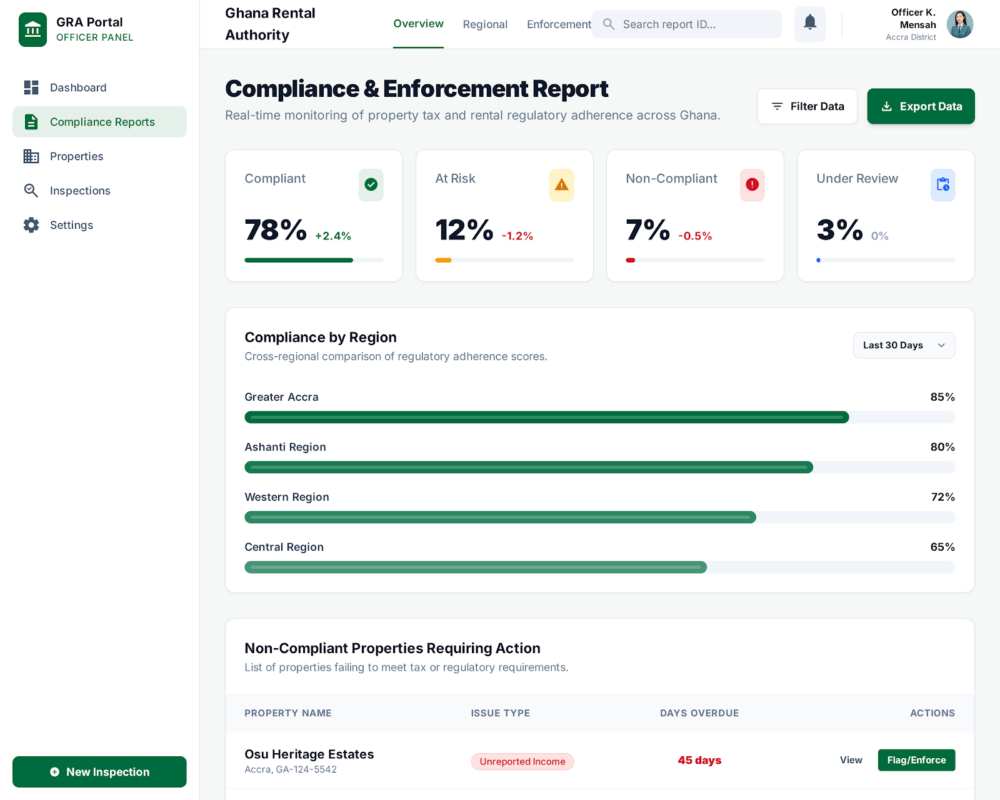 GRA Portal
OFFICER PANEL
Dashboard
Compliance Reports
Properties
Inspections
Settings
New Inspection
Ghana Rental
Authority
Overview
Regional
Enforcement
Search report ID...
Officer K.
Mensah
Accra District
Compliance & Enforcement Report
Real-time monitoring of property tax and rental regulatory adherence across Ghana.
Filter Data
Export Data
Compliant
78% +2.4%
At Risk
12% -1.2%
Non-Compliant
7% -0.5%
Under Review
3% 0%
Compliance by Region
Cross-regional comparison of regulatory adherence scores.
Last 30 Days
Greater Accra 85%
Ashanti Region 80%
Western Region 72%
Central Region 65%
Non-Compliant Properties Requiring Action
List of properties failing to meet tax or regulatory requirements.
PROPERTY NAME ISSUE TYPE DAYS OVERDUE ACTIONS
Osu Heritage Estates
Accra, GA-124-5542
Unreported Income
45 days
View
Flag/Enforce